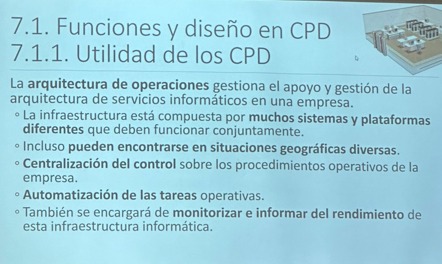 7.1. Funciones y diseño en CPD
7.1.1. Utilidad de los CPD
La arquitectura de operaciones gestiona el apoyo y gestión de la
arquitectura de servicios informáticos en una empresa.
◦ La infraestructura está compuesta por muchos sistemas y plataformas
diferentes que deben funcionar conjuntamente.
◦ Incluso pueden encontrarse en situaciones geográficas diversas.
◦ Centralización del control sobre los procedimientos operativos de la
empresa.
◦ Automatización de las tareas operativas.
◦ También se encargará de monitorizar e informar del rendimiento de
esta infraestructura informática.